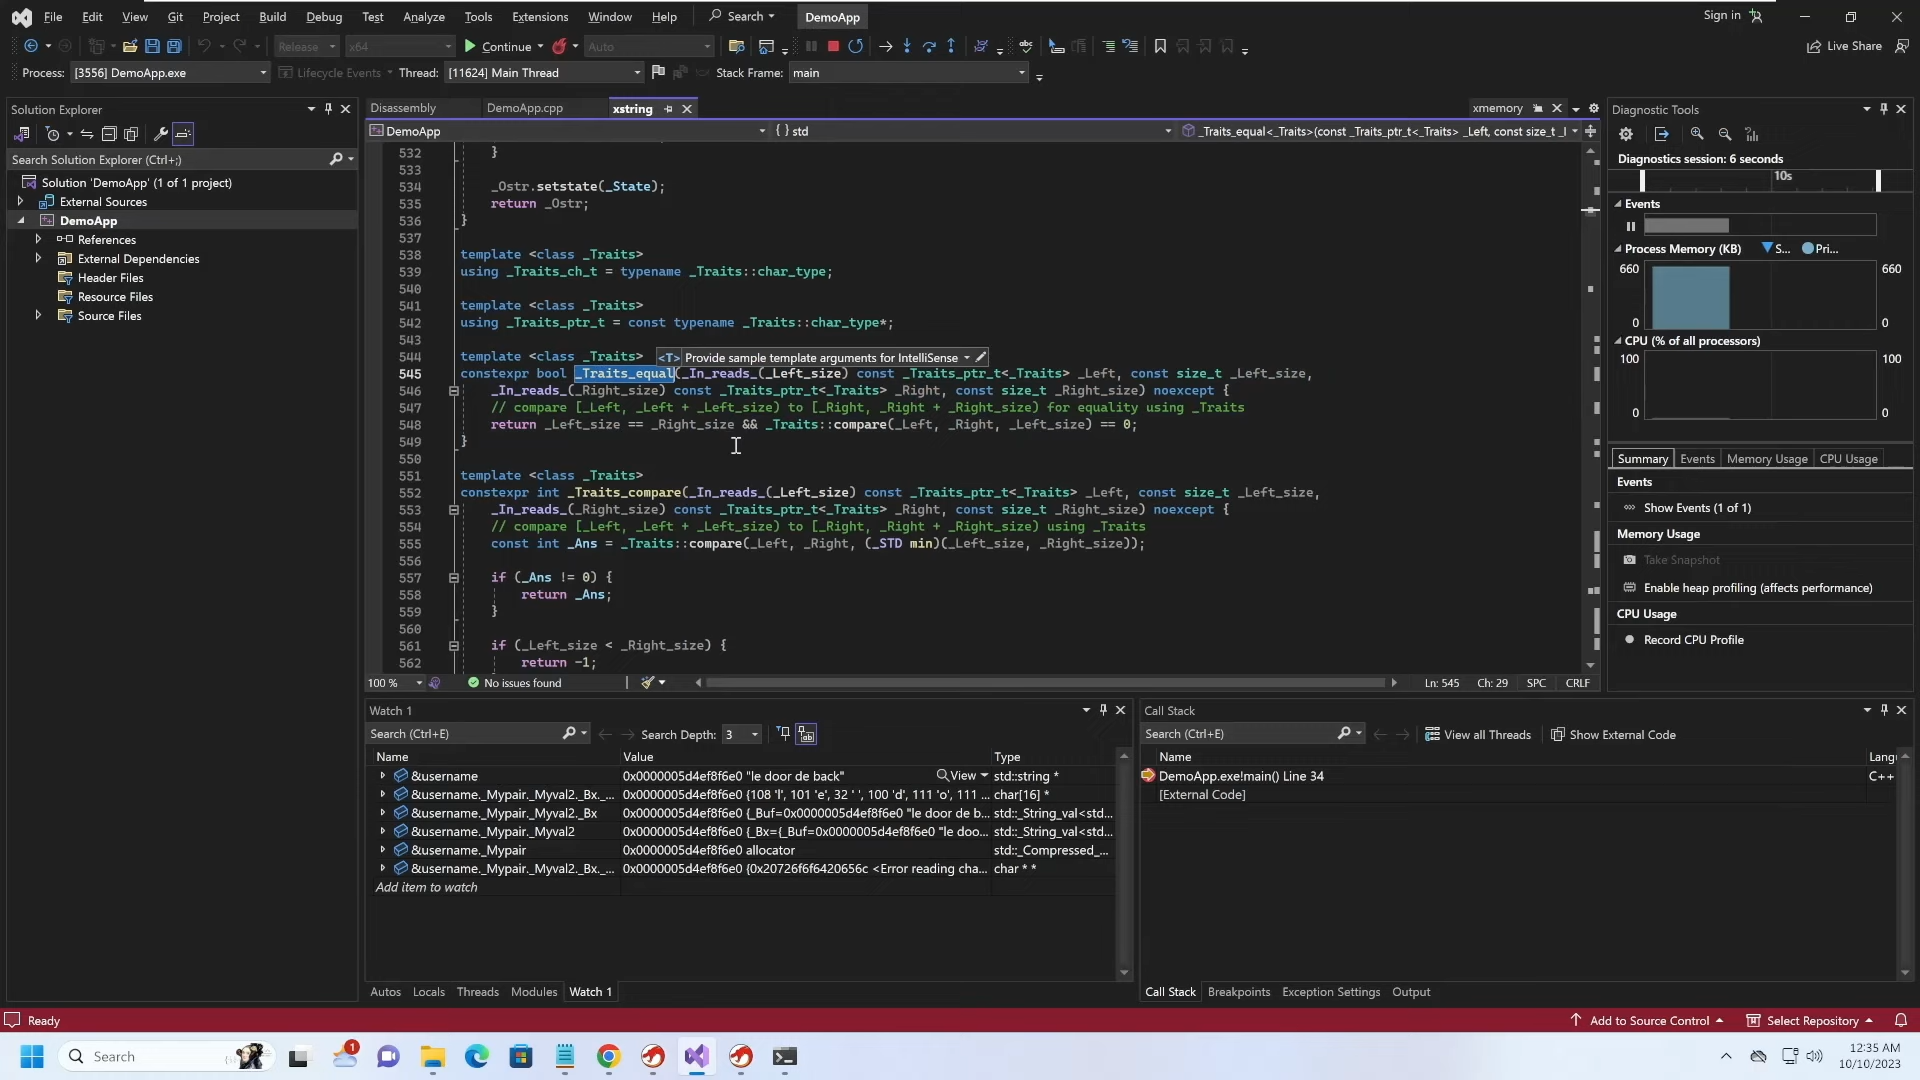 File Edit View Git Project Build Debug Test Analyze Tools Extensions Window Help Search DemoApp Sign in
Release x64 Continue Auto Live Share
Process: [3556] DemoApp.exe Lifecycle Events Thread: [11624] Main Thread Stack Frame: main
Solution Explorer
Search Solution Explorer (Ctrl+;)
Solution 'DemoApp' (1 of 1 project)
External Sources
DemoApp
References
External Dependencies
Header Files
Resource Files
Source Files
Disassembly DemoApp.cpp xstring xmemory
DemoApp { } std _Traits_equal<_Traits>(const _Traits_ptr_t<_Traits> _Left, const size_t _l
532 }
533
534 _Ostr.setstate(_State);
535 return _Ostr;
536 }
537
538 template <class _Traits>
539 using _Traits_ch_t = typename _Traits::char_type;
540
541 template <class _Traits>
542 using _Traits_ptr_t = const typename _Traits::char_type*;
543
544 template <class _Traits> <T> Provide sample template arguments for IntelliSense
545 constexpr bool _Traits_equal(_In_reads_(_Left_size) const _Traits_ptr_t<_Traits> _Left, const size_t _Left_size,
546 _In_reads_(_Right_size) const _Traits_ptr_t<_Traits> _Right, const size_t _Right_size) noexcept {
547 // compare [_Left, _Left + _Left_size) to [_Right, _Right + _Right_size) for equality using _Traits
548 return _Left_size == _Right_size && _Traits::compare(_Left, _Right, _Left_size) == 0;
549 }
550
551 template <class _Traits>
552 constexpr int _Traits_compare(_In_reads_(_Left_size) const _Traits_ptr_t<_Traits> _Left, const size_t _Left_size,
553 _In_reads_(_Right_size) const _Traits_ptr_t<_Traits> _Right, const size_t _Right_size) noexcept {
554 // compare [_Left, _Left + _Left_size) to [_Right, _Right + _Right_size) using _Traits
555 const int _Ans = _Traits::compare(_Left, _Right, (_STD min)(_Left_size, _Right_size));
556
557 if (_Ans != 0) {
558 return _Ans;
559 }
560
561 if (_Left_size < _Right_size) {
562 return -1;
100 % No issues found Ln: 545 Ch: 29 SPC CRLF
Diagnostic Tools
Diagnostics session: 6 seconds
10s
Events
Process Memory (KB) S... Pri...
660 660
0 0
CPU (% of all processors)
100 100
0 0
Summary Events Memory Usage CPU Usage
Events
Show Events (1 of 1)
Memory Usage
Take Snapshot
Enable heap profiling (affects performance)
CPU Usage
Record CPU Profile
Watch 1
Search (Ctrl+E) Search Depth: 3
Name Value Type
&username 0x0000005d4ef8f6e0 "le door de back" View std::string *
&username._Mypair._Myval2._Bx._... 0x0000005d4ef8f6e0 {108 'l', 101 'e', 32 ' ', 100 'd', 111 'o', 111 ... char[16] *
&username._Mypair._Myval2._Bx 0x0000005d4ef8f6e0 {_Buf=0x0000005d4ef8f6e0 "le door de b... std::_String_val<std...
&username._Mypair._Myval2 0x0000005d4ef8f6e0 {_Bx={_Buf=0x0000005d4ef8f6e0 "le doo... std::_String_val<std...
&username._Mypair 0x0000005d4ef8f6e0 allocator std::_Compressed_...
&username._Mypair._Myval2._Bx._... 0x0000005d4ef8f6e0 {0x20726f6f6420656c <Error reading cha... char * *
Add item to watch
Autos Locals Threads Modules Watch 1
Call Stack
Search (Ctrl+E) View all Threads Show External Code
Name Langu
DemoApp.exe!main() Line 34 C++
[External Code]
Call Stack Breakpoints Exception Settings Output
Ready Add to Source Control Select Repository
Search 1 12:35 AM
10/10/2023